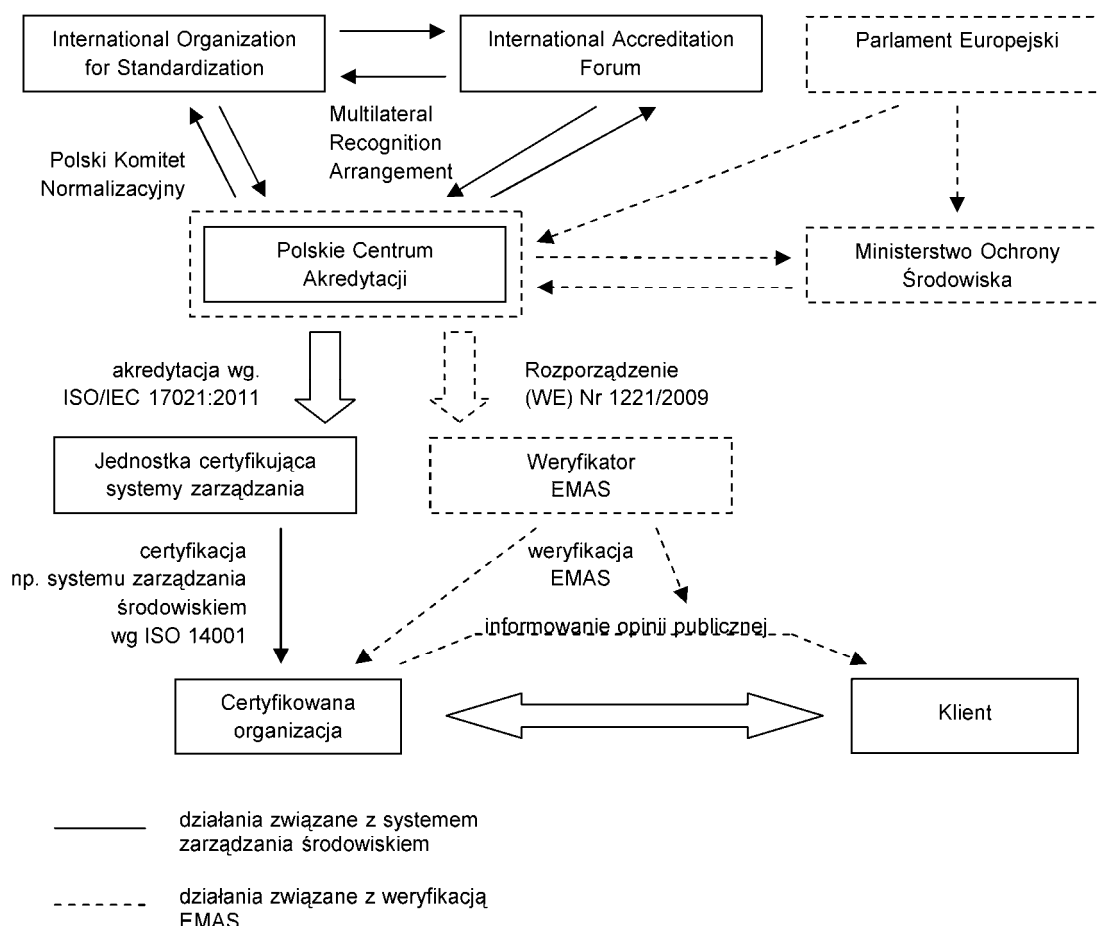 International Organization
for Standardization
International Accreditation
Forum
Parlament Europejski
Multilateral
Recognition
Arrangement
Polski Komitet
Normalizacyjny
Polskie Centrum
Akredytacji
Ministerstwo Ochrony
Środowiska
akredytacja wg.
ISO/IEC 17021:2011
Rozporządzenie
(WE) Nr 1221/2009
Jednostka certyfikująca
systemy zarządzania
Weryfikator
EMAS
certyfikacja
np. systemu zarządzania
środowiskiem
wg ISO 14001
weryfikacja
EMAS
informowanie opinii publicznej
Certyfikowana
organizacja
Klient
działania związane z systemem
zarządzania środowiskiem
działania związane z weryfikacją
EMAS